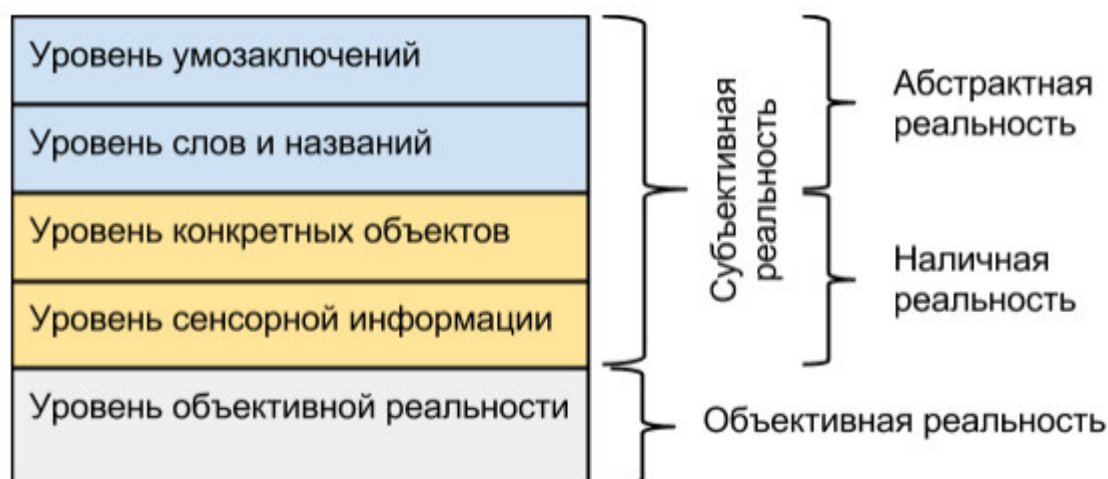 Уровень умозаключений
Уровень слов и названий
Уровень конкретных объектов
Уровень сенсорной информации
Уровень объективной реальности
Субъективная
реальность
Абстрактная
реальность
Наличная
реальность
Объективная реальность